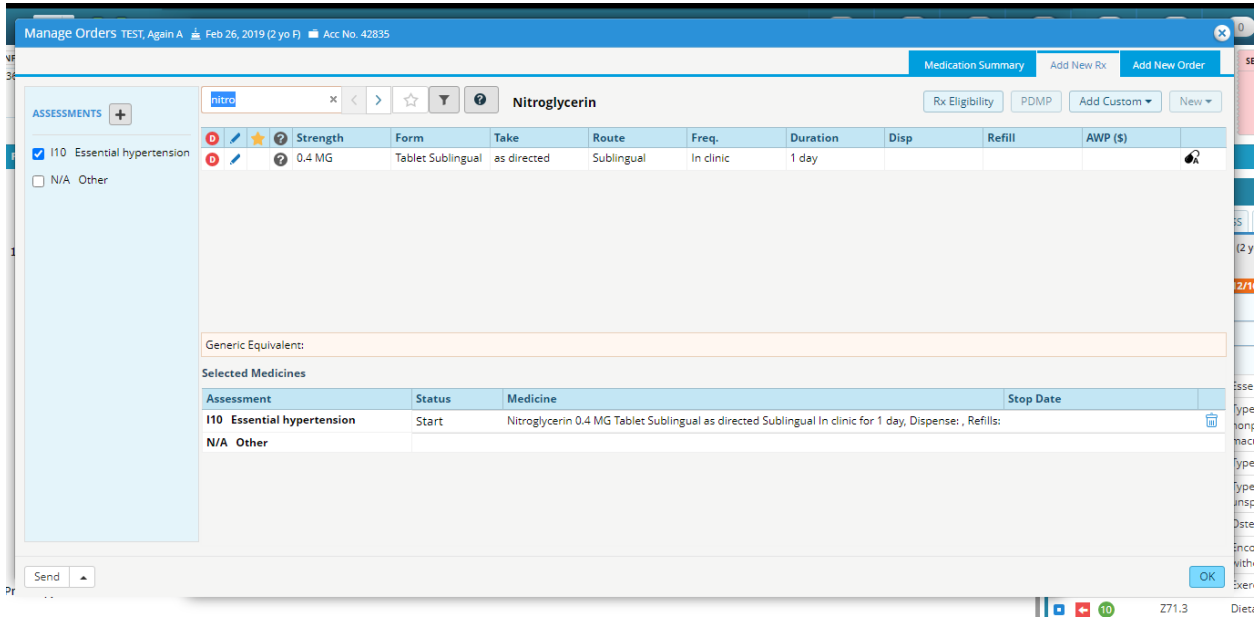 Manage Orders TEST, Again A Feb 26, 2019 (2 yo F) Acc No. 42835
0
Medication Summary Add New Rx Add New Order
ASSESSMENTS +
I10 Essential hypertension
N/A Other
nitro × < > ? Nitroglycerin Rx Eligibility PDMP Add Custom New
D ? Strength Form Take Route Freq. Duration Disp Refill AWP ($)
D ? 0.4 MG Tablet Sublingual as directed Sublingual In clinic 1 day A
Generic Equivalent:
Selected Medicines
Assessment Status Medicine Stop Date
I10 Essential hypertension Start Nitroglycerin 0.4 MG Tablet Sublingual as directed Sublingual In clinic for 1 day, Dispense: , Refills:
N/A Other
Send OK
10 Z71.3